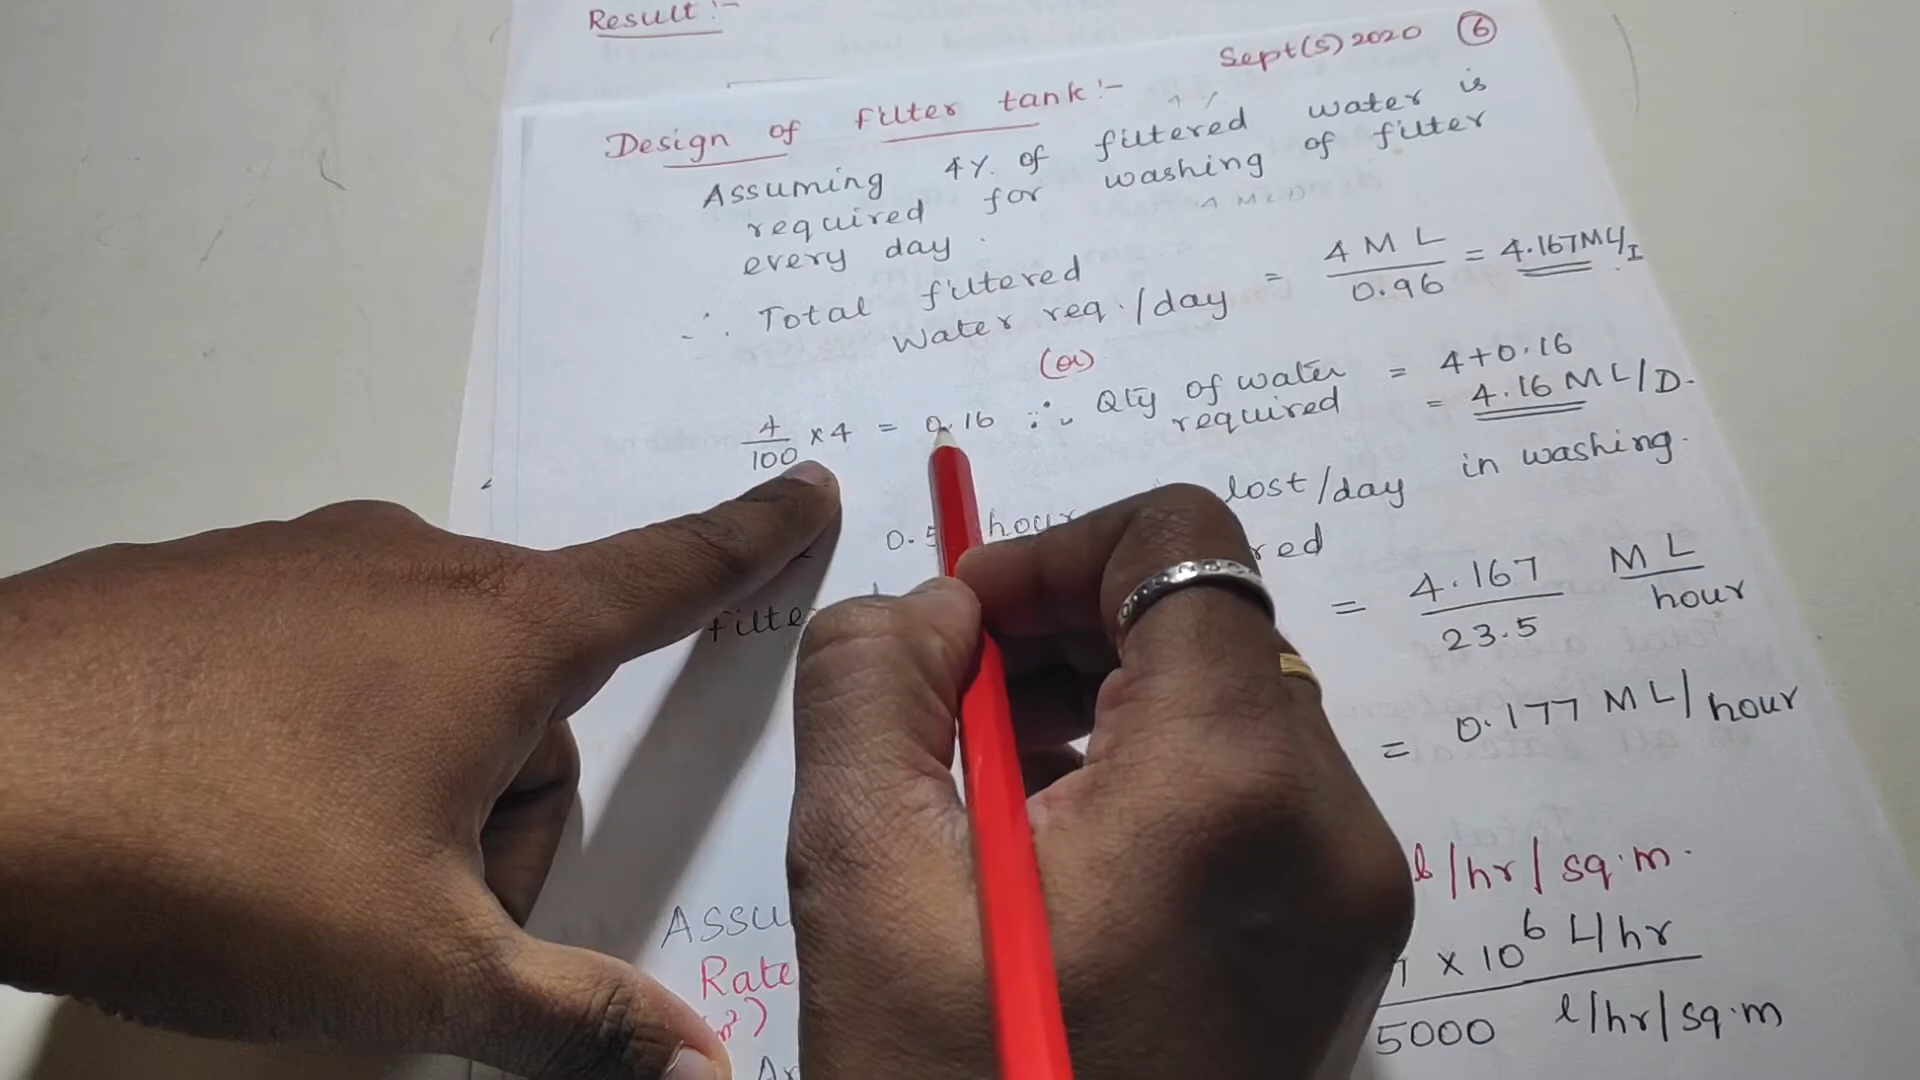 Result :-
Sept(S) 2020 6
Design of Filter tank :-
Assuming 4% of filtered water is
required for washing of filter
every day.
4 MLD
∴ Total filtered
Water req./day = 4 ML / 0.96 = 4.167 ML/
(or)
4/100 x 4 = 0.16 ∴ Qty of water required = 4+0.16
= 4.16 ML/D.
0.5 hour lost/day in washing.
filte red = 4.167 / 23.5 ML / hour
= 0.177 ML/hour
Assu
Rate l/hr/sq.m.
m²)
x 10⁶ L/hr
5000 l/hr/sq.m